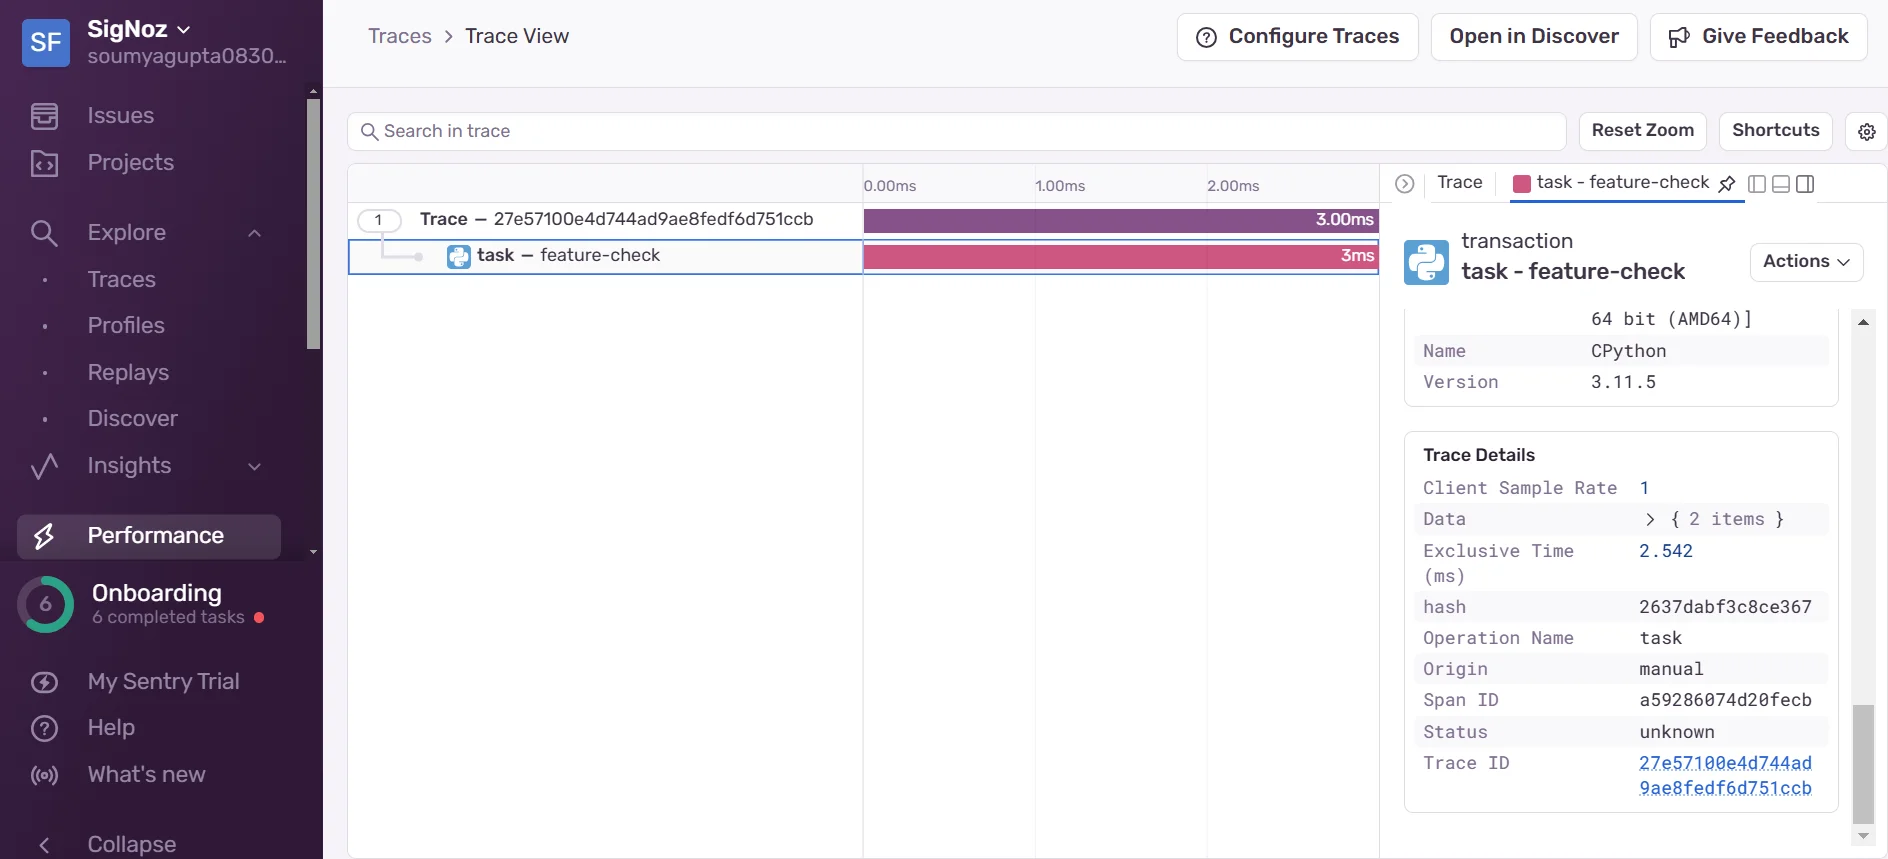 SF
SigNoz
soumyagupta0830...
Issues
Projects
Explore
Traces
Profiles
Replays
Discover
Insights
Performance
6
Onboarding
6 completed tasks
My Sentry Trial
Help
What's new
Collapse
Traces > Trace View
Configure Traces
Open in Discover
Give Feedback
Search in trace
Reset Zoom
Shortcuts
0.00ms 1.00ms 2.00ms
1 Trace — 27e57100e4d744ad9ae8fedf6d751ccb 3.00ms
task — feature-check 3ms
Trace
task - feature-check
transaction
task - feature-check
Actions
64 bit (AMD64)]
Name CPython
Version 3.11.5
Trace Details
Client Sample Rate 1
Data > { 2 items }
Exclusive Time 2.542
(ms)
hash 2637dabf3c8ce367
Operation Name task
Origin manual
Span ID a59286074d20fecb
Status unknown
Trace ID 27e57100e4d744ad
9ae8fedf6d751ccb